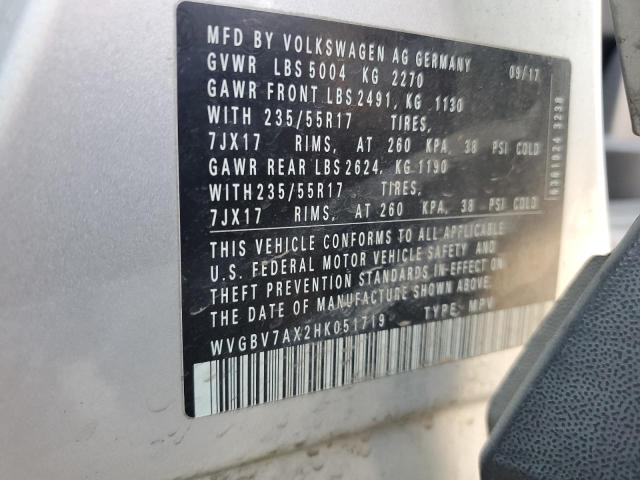 MFD BY VOLKSWAGEN AG GERMANY
GVWR LBS 5004 KG 2270 09/17
GAWR FRONT LBS 2491, KG 1130
WITH 235/55R17 TIRES,
7JX17 RIMS, AT 260 KPA, 38 PSI COLD
GAWR REAR LBS 2624, KG 1190
WITH 235/55R17 TIRES,
7JX17 RIMS, AT 260 KPA, 38 PSI COLD
THIS VEHICLE CONFORMS TO ALL APPLICABLE
U.S. FEDERAL MOTOR VEHICLE SAFETY AND
THEFT PREVENTION STANDARDS IN EFFECT ON
THE DATE OF MANUFACTURE SHOWN ABOVE.
WVGBV7AX2HK051719 TYPE: MPV
6361024 3238